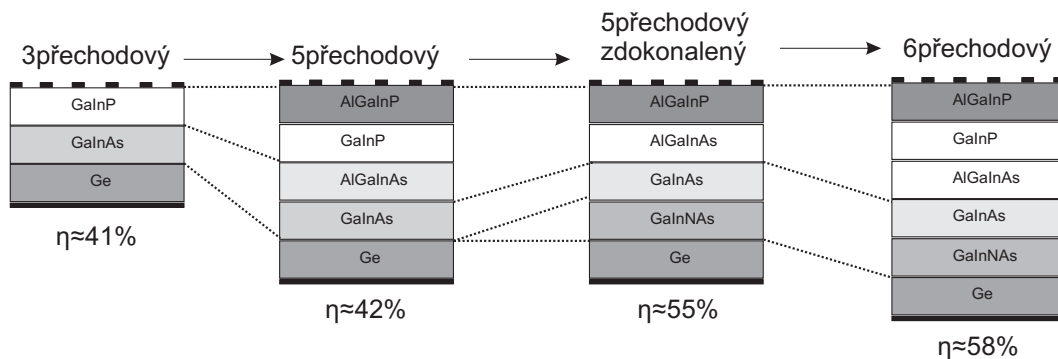 3přechodový
GaInP
GaInAs
Ge
η≈41%
5přechodový
AlGaInP
GaInP
AlGaInAs
GaInAs
Ge
η≈42%
5přechodový
zdokonalený
AlGaInP
AlGaInAs
GaInAs
GaInNAs
Ge
η≈55%
6přechodový
AlGaInP
GaInP
AlGaInAs
GaInAs
GaInNAs
Ge
η≈58%